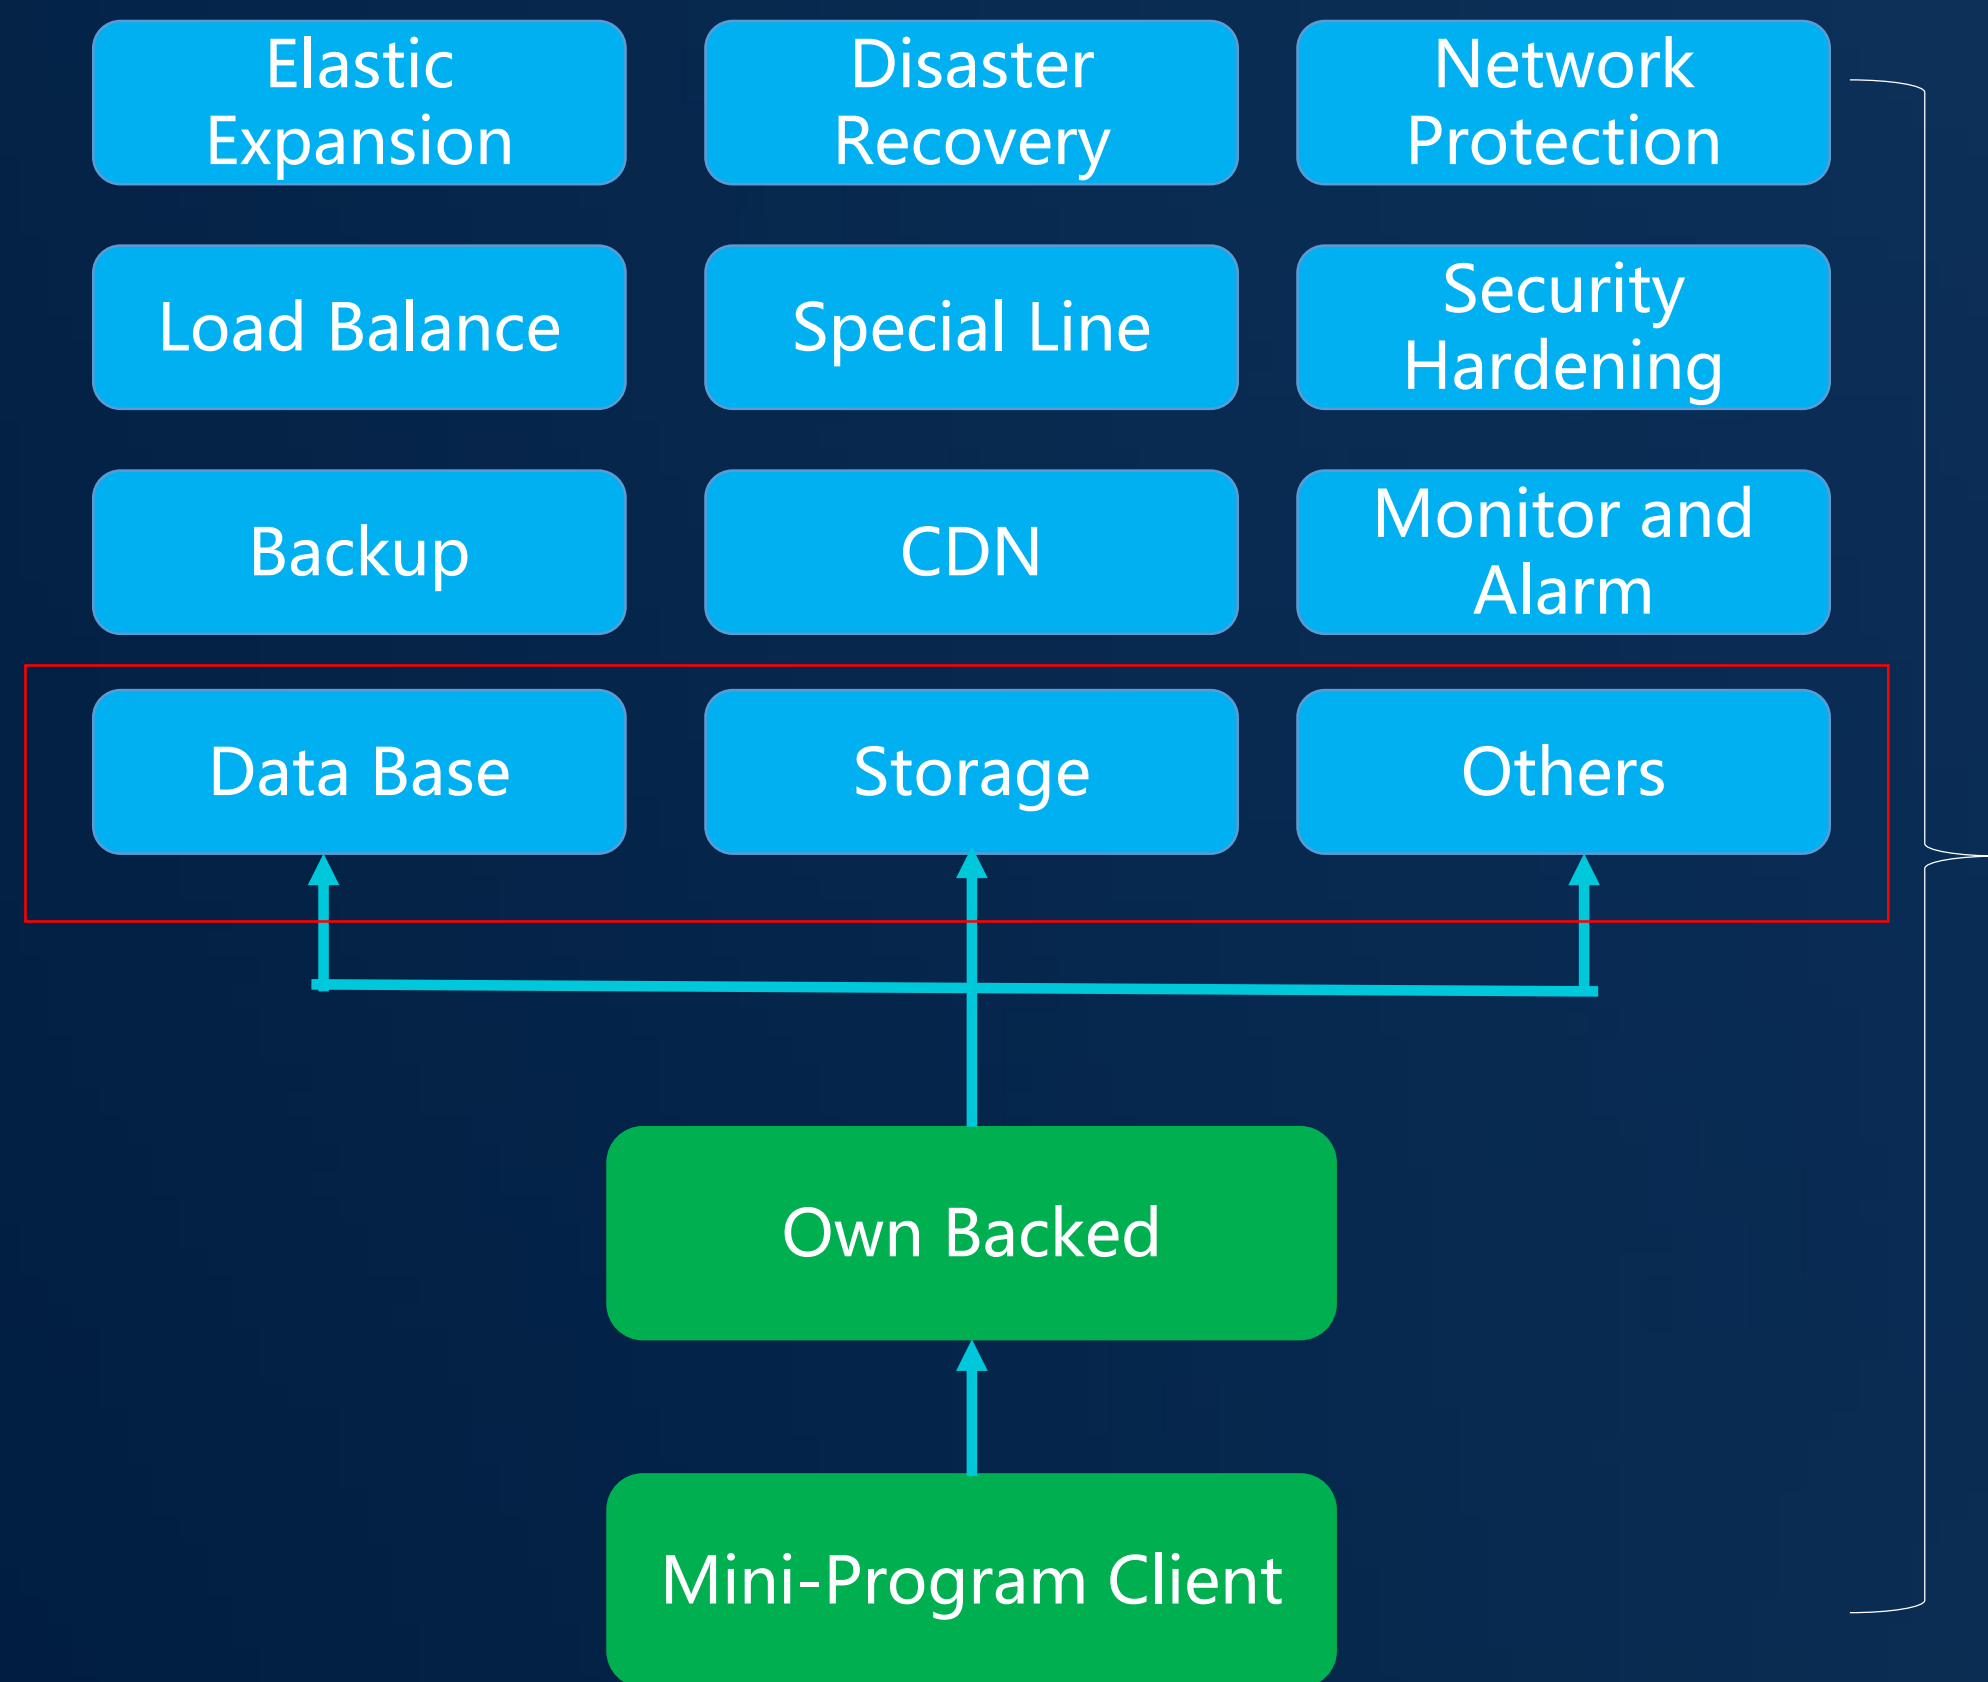 Elastic
Expansion
Disaster
Recovery
Network
Protection
Load Balance
Special Line
Security
Hardening
Backup
CDN
Monitor and
Alarm
Data Base
Storage
Others
Own Backed
Mini-Program Client